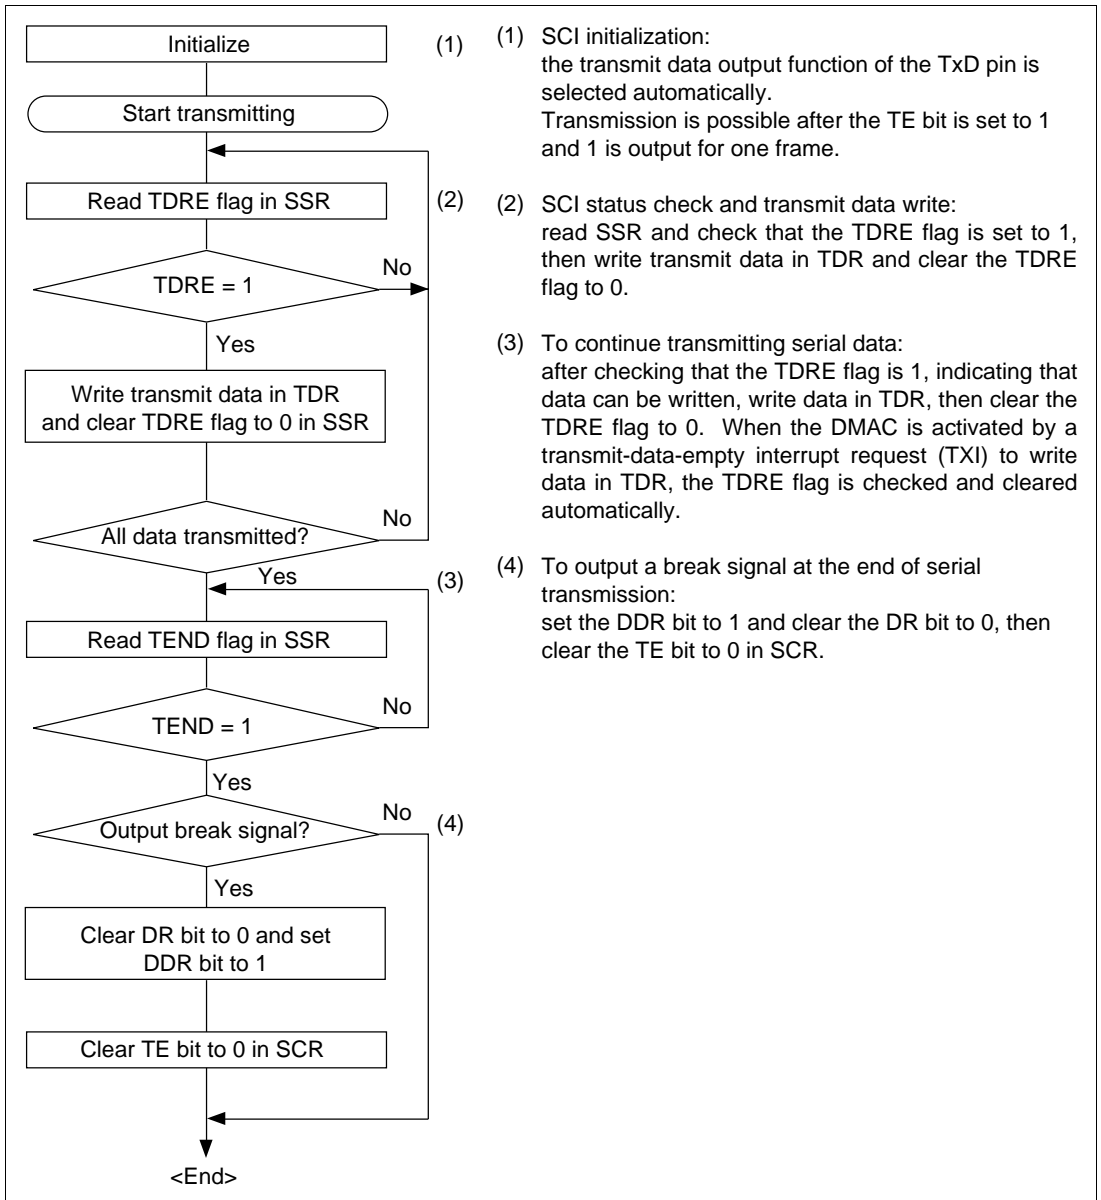 Initialize
(1)
Start transmitting
Read TDRE flag in SSR
(2)
TDRE = 1
No
Yes
Write transmit data in TDR
and clear TDRE flag to 0 in SSR
All data transmitted?
No
Yes
(3)
Read TEND flag in SSR
TEND = 1
No
Yes
Output break signal?
No
(4)
Yes
Clear DR bit to 0 and set
DDR bit to 1
Clear TE bit to 0 in SCR
<End>
(1) SCI initialization:
the transmit data output function of the TxD pin is
selected automatically.
Transmission is possible after the TE bit is set to 1
and 1 is output for one frame.
(2) SCI status check and transmit data write:
read SSR and check that the TDRE flag is set to 1,
then write transmit data in TDR and clear the TDRE
flag to 0.
(3) To continue transmitting serial data:
after checking that the TDRE flag is 1, indicating that
data can be written, write data in TDR, then clear the
TDRE flag to 0. When the DMAC is activated by a
transmit-data-empty interrupt request (TXI) to write
data in TDR, the TDRE flag is checked and cleared
automatically.
(4) To output a break signal at the end of serial
transmission:
set the DDR bit to 1 and clear the DR bit to 0, then
clear the TE bit to 0 in SCR.